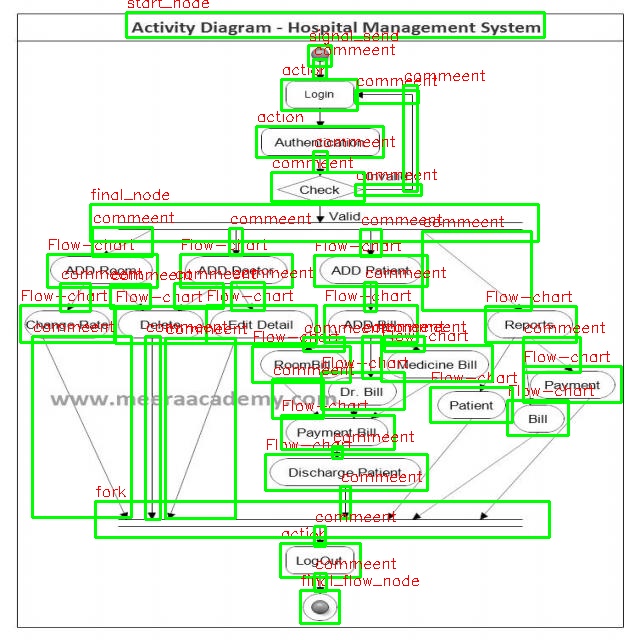 start_node
Activity Diagram - Hospital Management System
signal_send
commeent
action
commeent
commeent
Login
action
commeent
Authentication
commeent
commeent
Check
final_node
Valid
commeent
commeent
commeent
commeent
Flow-chart
Flow-chart
Flow-chart
ADD Room
ADD Doctor
ADD Patient
commeent
commeent
commeent
commeent
Flow-chart
Flow-chart
Flow-chart
Flow-chart
Flow-chart
Delete
Edit Detail
ADD Bill
Reports
commeent
commeent
commeent
commeent
Flow-chart
Flow-chart
Flow-chart
Room Bill
Medicine Bill
commeent
Flow-chart
Flow-chart
Payment
www.mesraacademy.com
Dr. Bill
Flow-chart
Patient
Flow-chart
Bill
Payment Bill
commeent
Flow-chart
Discharge Patient
commeent
fork
commeent
action
LogOut
commeent
final_flow_node